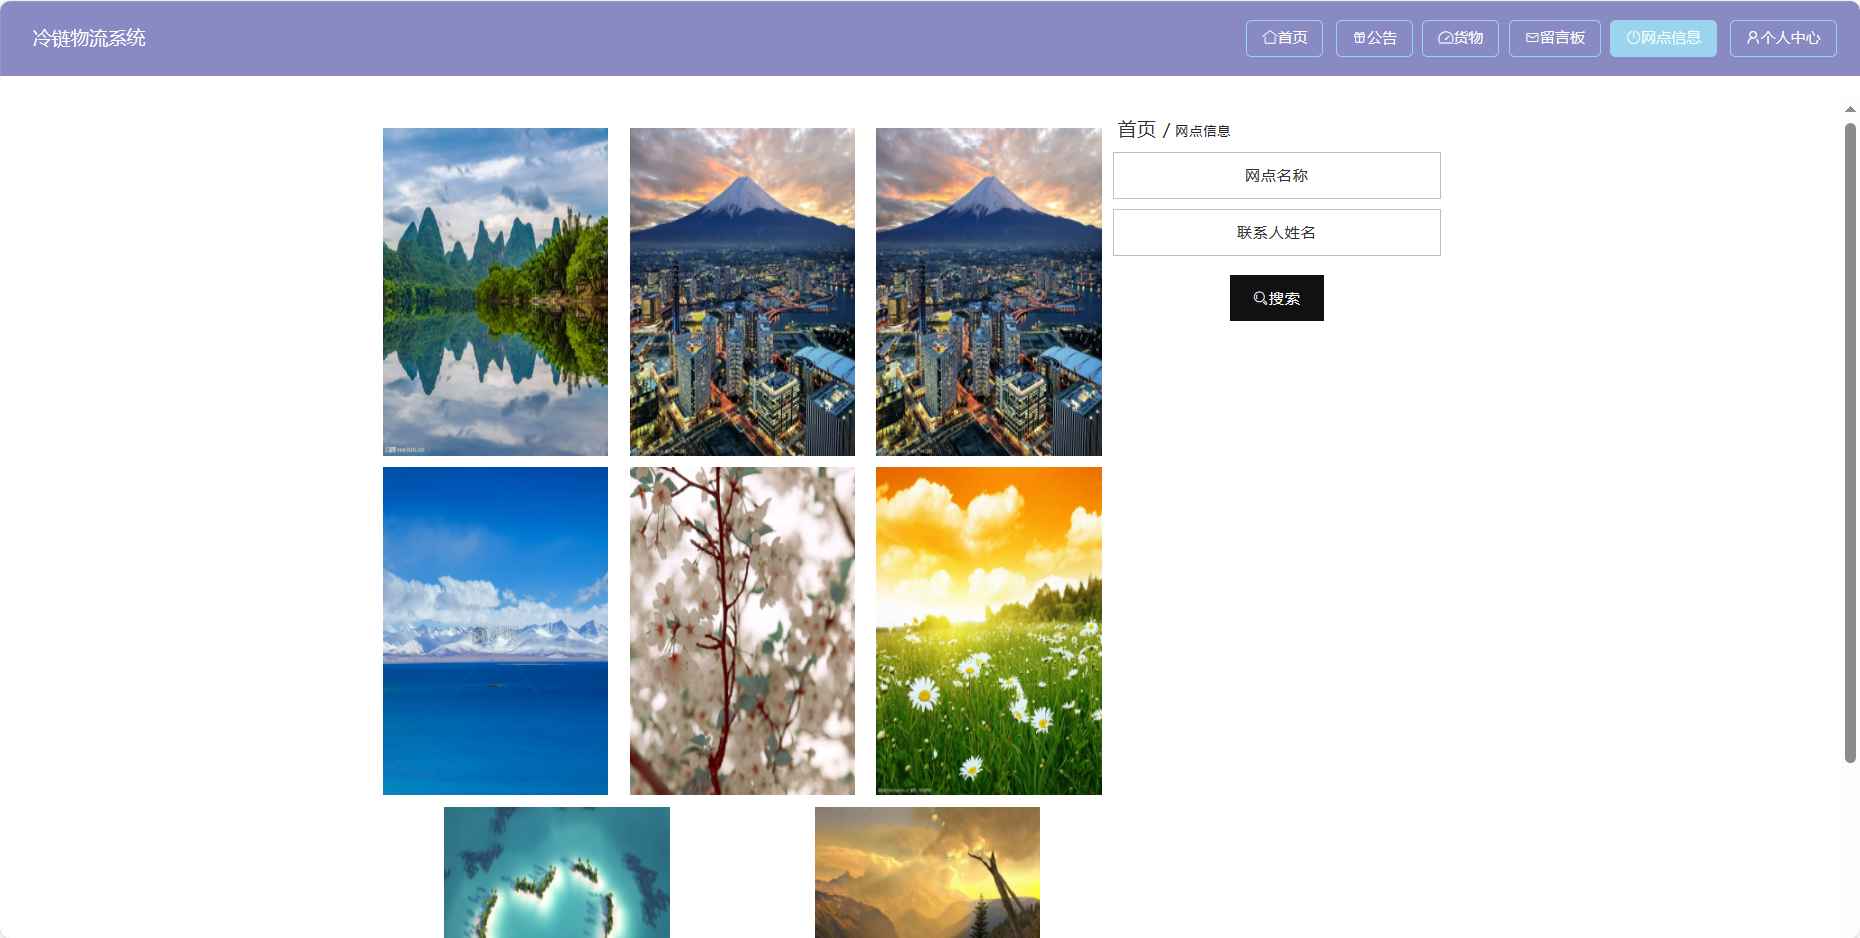 冷链物流系统
首页
公告
货物
留言板
网点信息
个人中心
首页 / 网点信息
网点名称
联系人姓名
搜索